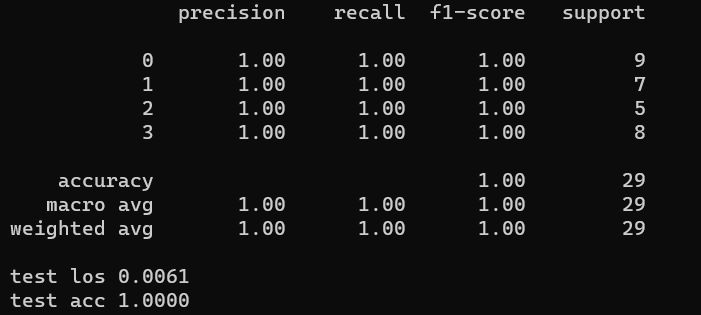 precision recall f1-score support
0 1.00 1.00 1.00 9
1 1.00 1.00 1.00 7
2 1.00 1.00 1.00 5
3 1.00 1.00 1.00 8
accuracy 1.00 29
macro avg 1.00 1.00 1.00 29
weighted avg 1.00 1.00 1.00 29
test los 0.0061
test acc 1.0000